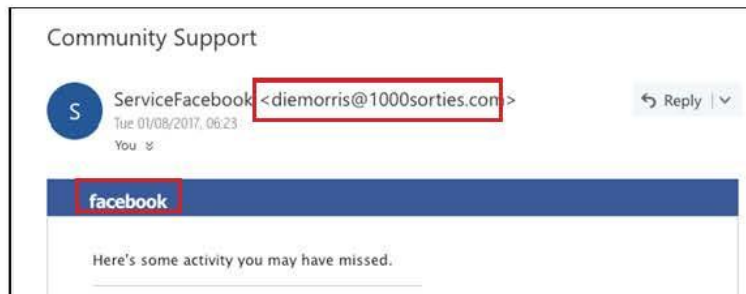 Community Support
S
ServiceFacebook <diemorris@1000sorties.com>
Reply
Tue 01/08/2017, 06:23
You
facebook
Here's some activity you may have missed.